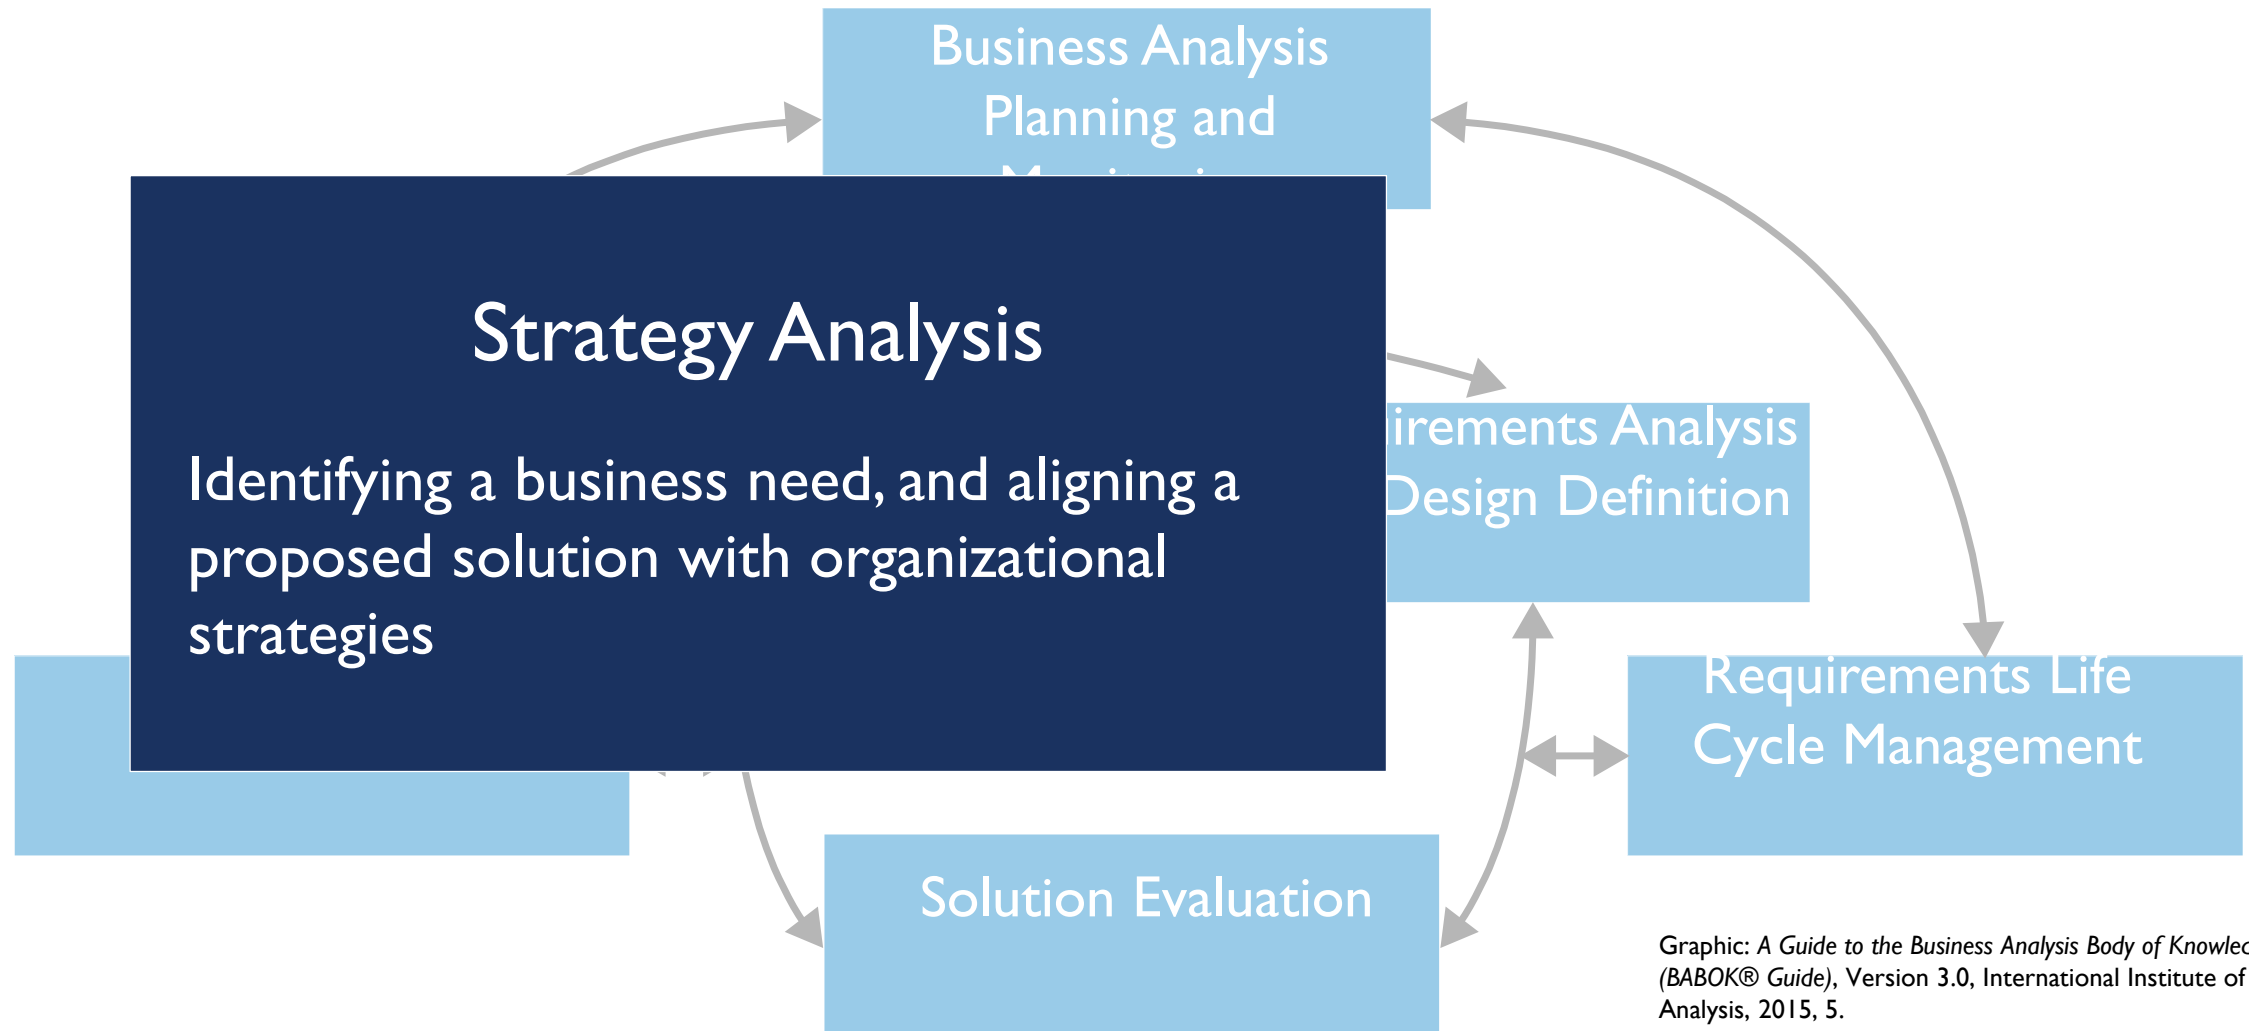 Business Analysis
Planning and
Strategy Analysis
Identifying a business need, and aligning a
proposed solution with organizational
strategies
irements Analysis
Design Definition
Requirements Life
Cycle Management
Solution Evaluation
Graphic: A Guide to the Business Analysis Body of
(BABOK® Guide), Version 3.0, International Institute of
Analysis, 2015, 5.